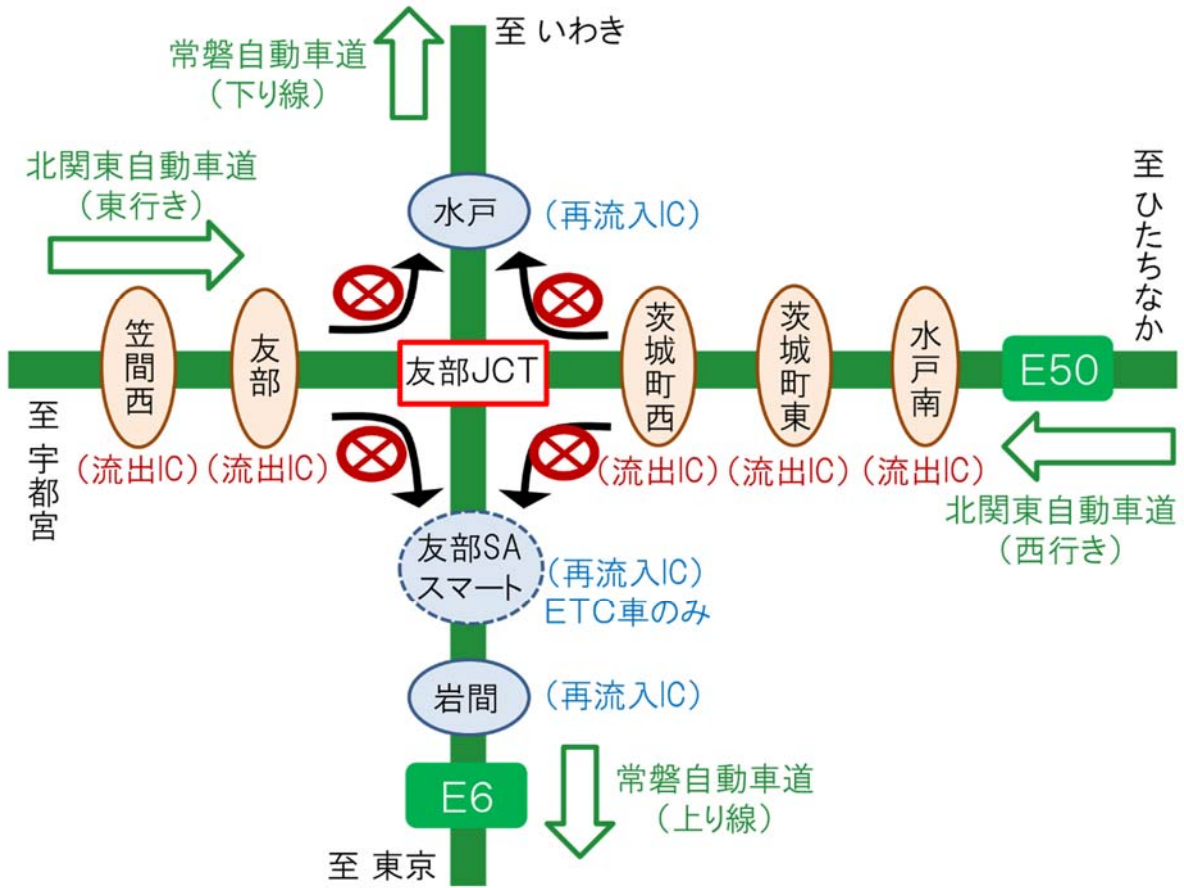 至 いわき
常磐自動車道
（下り線）
北関東自動車道
（東行き）
水戸
（再流入IC）
至 ひたちなか
笠間西
友部
友部JCT
茨城町西
茨城町東
水戸南
E50
至 宇都宮
（流出IC）
（流出IC）
（流出IC）
（流出IC）
（流出IC）
北関東自動車道
（西行き）
友部SA
スマート
（再流入IC）
ETC車のみ
岩間
（再流入IC）
E6
常磐自動車道
（上り線）
至 東京